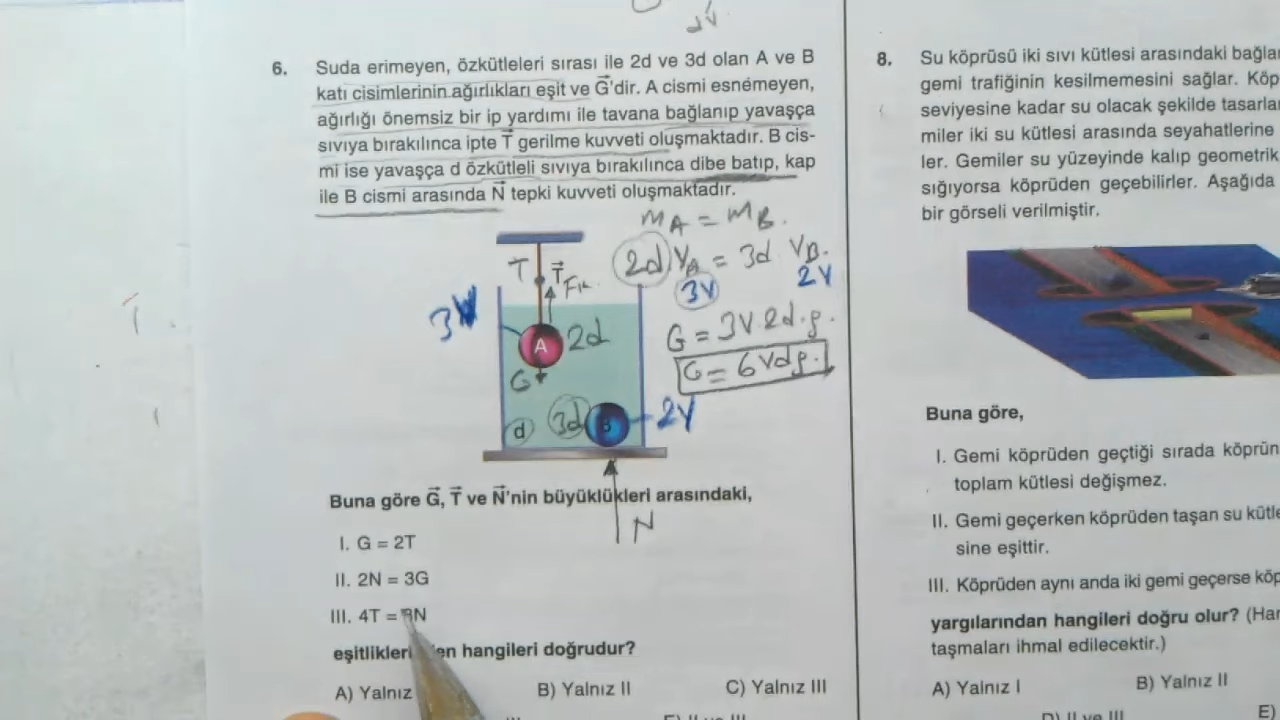 6. Suda erimeyen, özkütleleri sırası ile 2d ve 3d olan A ve B
katı cisimlerinin ağırlıkları eşit ve G⃗'dir. A cismi esnemeyen,
ağırlığı önemsiz bir ip yardımı ile tavana bağlanıp yavaşça
sıvıya bırakılınca ipte T⃗ gerilme kuvveti oluşmaktadır. B cis-
mi ise yavaşça d özkütleli sıvıya bırakılınca dibe batıp, kap
ile B cismi arasında N⃗ tepki kuvveti oluşmaktadır.
mA = mB.
2d VA = 3d VB.
3V 2V
G = 3V.2d.g.
G = 6Vdg.
T T⃗
3V
A 2d
G
d 3d B 2V
N
Buna göre G⃗, T⃗ ve N⃗'nin büyüklükleri arasındaki,
I. G = 2T
II. 2N = 3G
III. 4T = 3N
hangileri doğrudur?
A) Yalnız
B) Yalnız II
C) Yalnız III
8. Su köprüsü iki sıvı kütlesi arasındaki
gemi trafiğinin kesilmemesini sağlar.
seviyesine kadar su olacak şekilde
miler iki su kütlesi arasında seyahatlerine
ler. Gemiler su yüzeyinde kalıp geometrik
sığıyorsa köprüden geçebilirler. Aşağıda
bir görseli verilmiştir.
Buna göre,
I. Gemi köprüden geçtiği sırada
toplam kütlesi değişmez.
II. Gemi geçerken köprüden taşan su
sine eşittir.
III. Köprüden aynı anda iki gemi geçerse
yargılarından hangileri doğru olur?
taşmaları ihmal edilecektir.)
A) Yalnız I
B) Yalnız II
E)